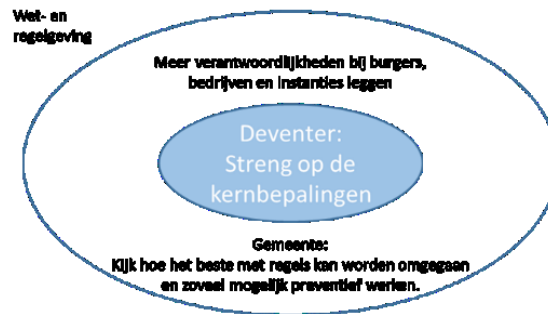 Wet- en
regelgeving
Meer verantwoordlijkheden bij burgers,
bedrijven en instanties leggen
Deventer:
Streng op de
kernbepalingen
Gemeente:
Kijk hoe het beste met regels kan worden omgegaan
en zoveel mogelijk preventief werken.